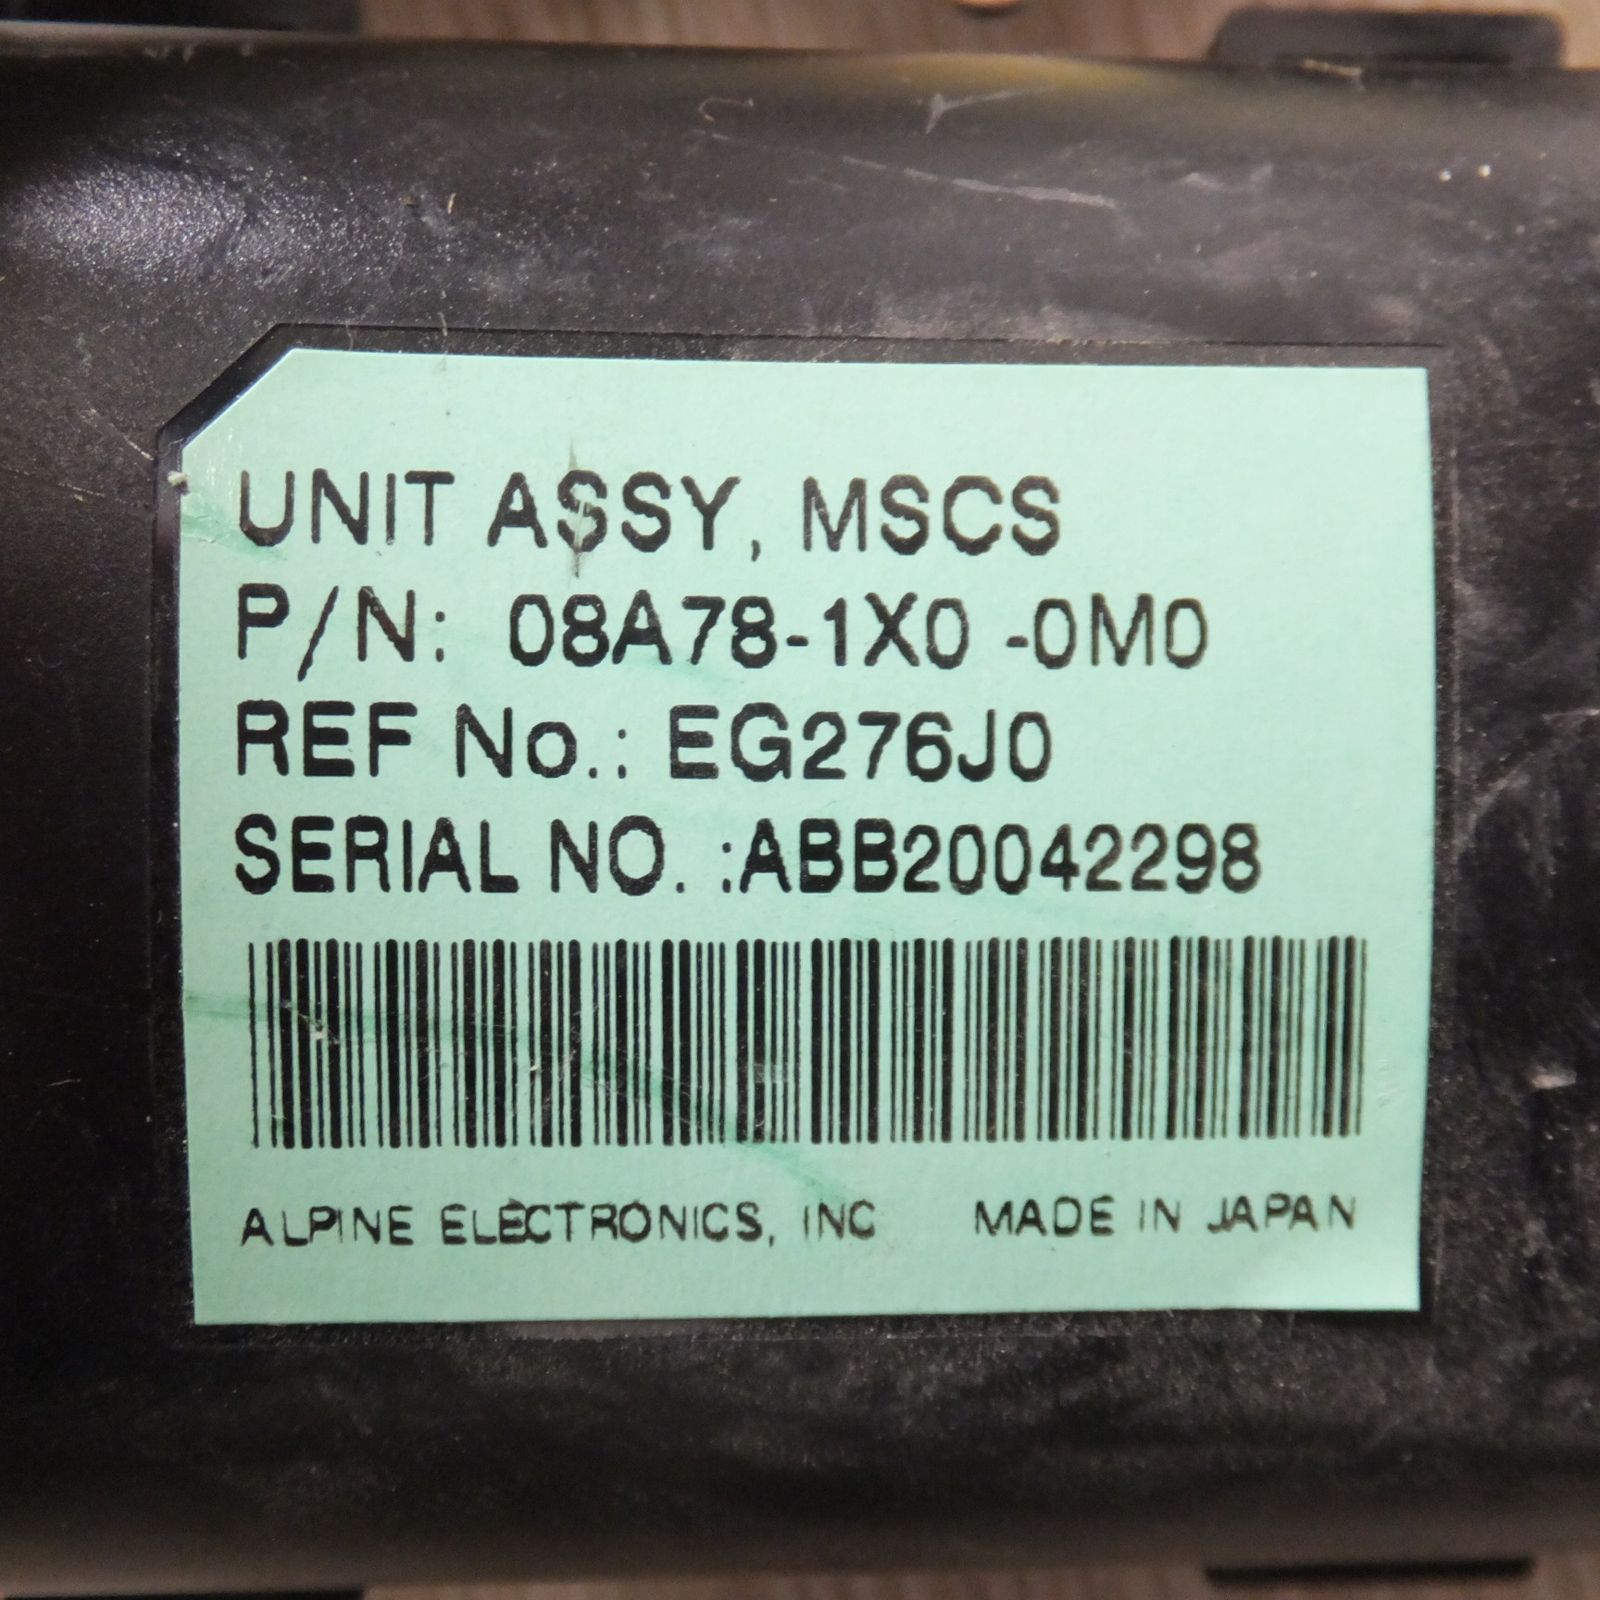 UNIT ASSY, MSCS
P/N: 08A78-1X0 -0M0
REF No.: EG276J0
SERIAL NO. :ABB20042298
ALPINE ELECTRONICS, INC MADE IN JAPAN